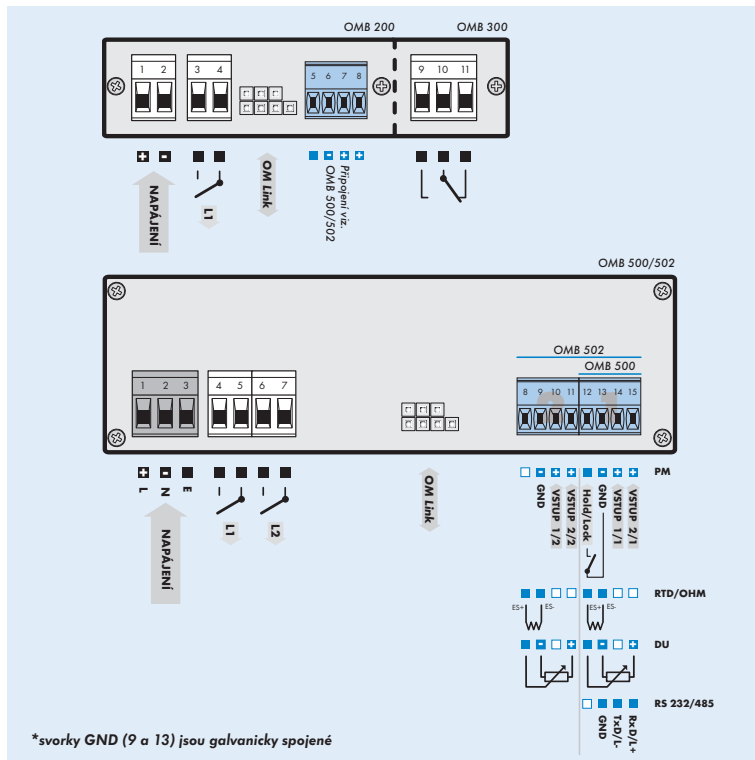 OMB 200 OMB 300
1 2 3 4 5 6 7 8 9 10 11
+ -
- + +
NAPÁJENÍ
L1
OM Link
Připojení viz.
OMB 500/502
OMB 500/502
OMB 502
OMB 500
1 2 3 4 5 6 7 8 9 10 11 12 13 14 15
2 1
+ -
L N E
NAPÁJENÍ
L1
L2
OM Link
- + + - + + PM
GND
VSTUP 1/2
VSTUP 2/2
Hold/Lock
GND
VSTUP 1/1
VSTUP 2/1
RTD/OHM
ES+ ES- ES+ ES-
- + - + DU
RS 232/485
GND
TxD/L-
RxD/L+
*svorky GND (9 a 13) jsou galvanicky spojené